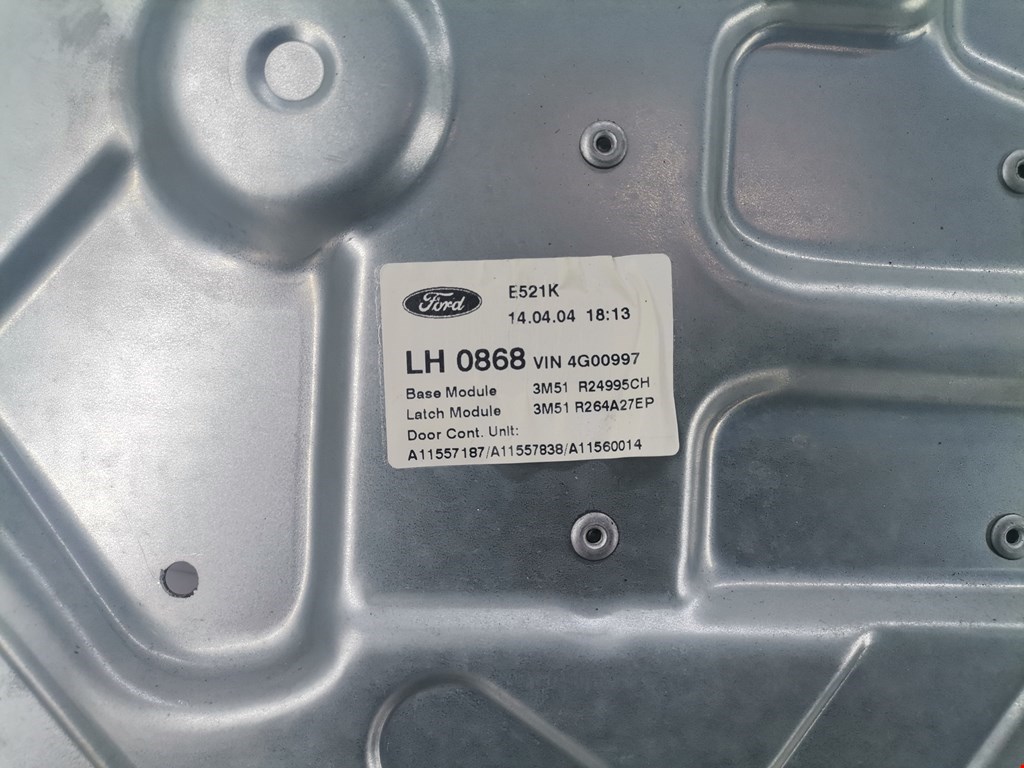 Ford
E521K
14.04.04 18:13
LH 0868 VIN 4G00997
Base Module 3M51 R24995CH
Latch Module 3M51 R264A27EP
Door Cont. Unit:
A11557187/A11557838/A11560014